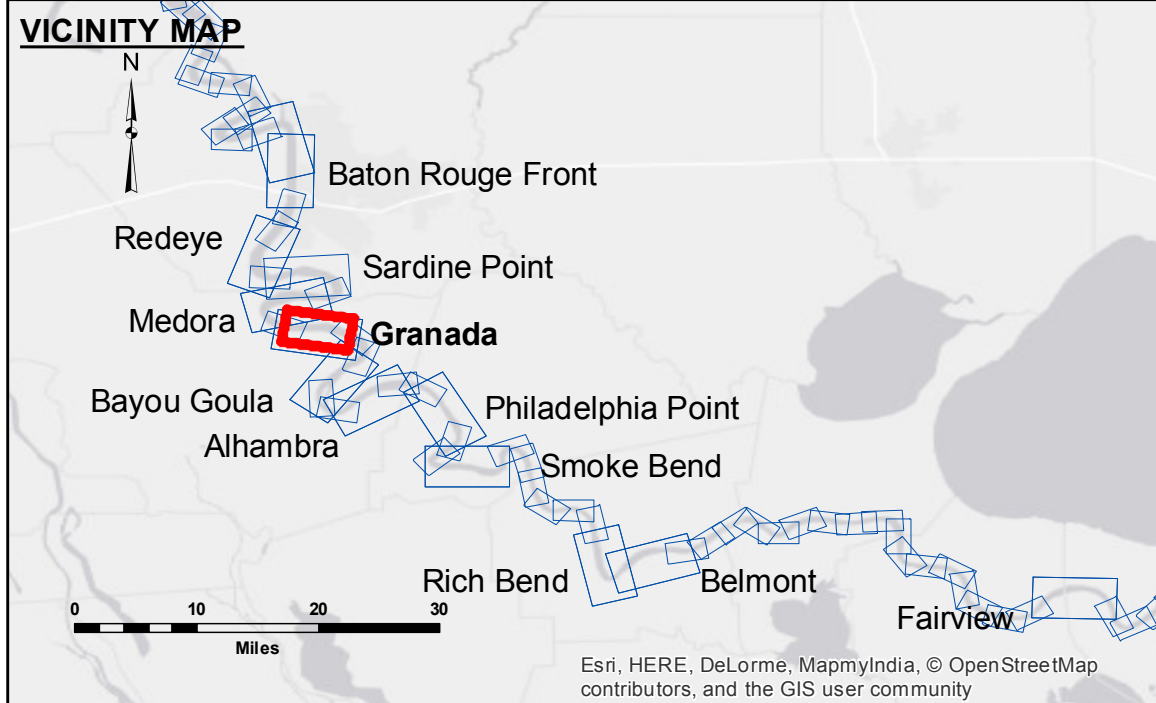 VICINITY MAP
N
Baton Rouge Front
Redeye
Sardine Point
Medora
Granada
Bayou Goula
Philadelphia Point
Alhambra
Smoke Bend
Rich Bend
Belmont
Fairview
0 10 20 30
Miles
Esri, HERE, DeLorme, MapmyIndia, © OpenStreetMap
contributors, and the GIS user community